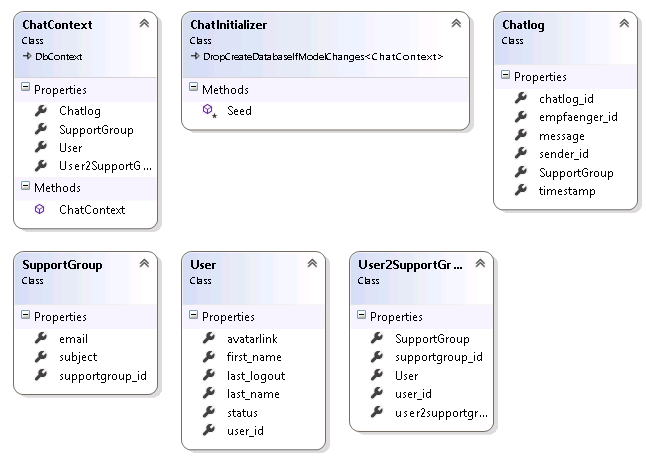 ChatContext
Class
DbContext
Properties
Chatlog
SupportGroup
User
User2SupportG...
Methods
ChatContext
ChatInitializer
Class
DropCreateDatabaseIfModelChanges<ChatContext>
Methods
Seed
Chatlog
Class
Properties
chatlog_id
empfaenger_id
message
sender_id
SupportGroup
timestamp
SupportGroup
Class
Properties
email
subject
supportgroup_id
User
Class
Properties
avatarlink
first_name
last_logout
last_name
status
user_id
User2SupportGr...
Class
Properties
SupportGroup
supportgroup_id
User
user_id
user2supportgr...